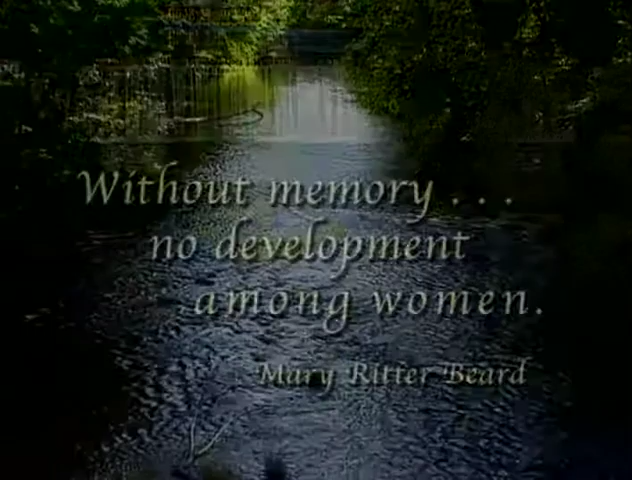 Without memory . . .
no development
among women.
Mary Ritter Beard